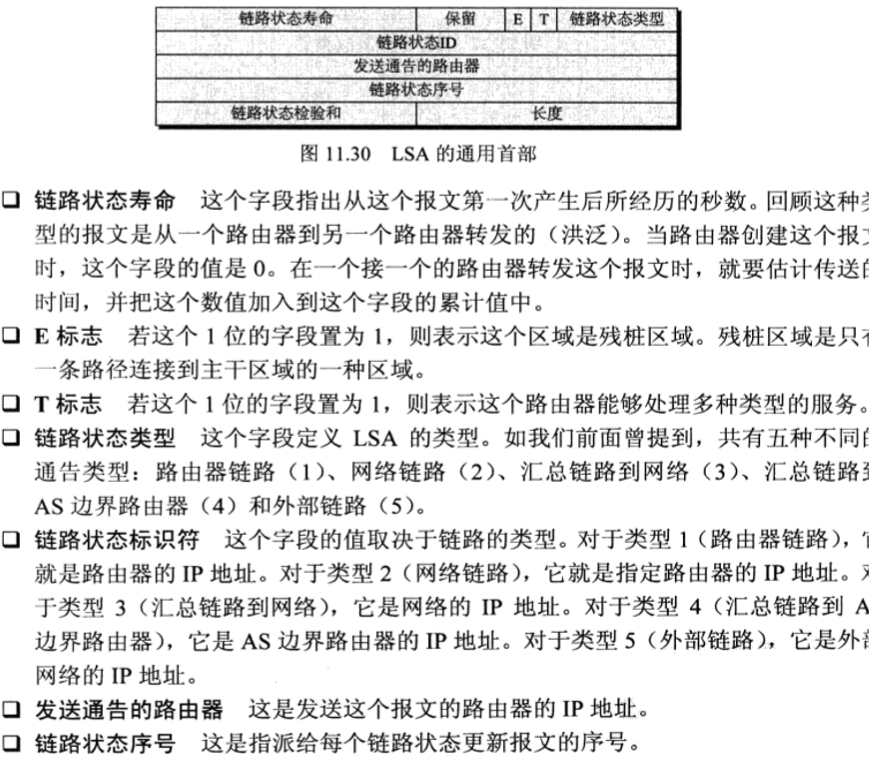 链路状态寿命 保留 E T 链路状态类型
链路状态ID
发送通告的路由器
链路状态序号
链路状态检验和 长度
图 11.30 LSA 的通用首部
❑ 链路状态寿命 这个字段指出从这个报文第一次产生后所经历的秒数。回顾这种
型的报文是从一个路由器到另一个路由器转发的（洪泛）。当路由器创建这个报
时，这个字段的值是 0。在一个接一个的路由器转发这个报文时，就要估计传送
时间，并把这个数值加入到这个字段的累计值中。
❑ E 标志 若这个 1 位的字段置为 1，则表示这个区域是残桩区域。残桩区域是只
一条路径连接到主干区域的一种区域。
❑ T 标志 若这个 1 位的字段置为 1，则表示这个路由器能够处理多种类型的服务。
❑ 链路状态类型 这个字段定义 LSA 的类型。如我们前面曾提到，共有五种不同
通告类型：路由器链路（1）、网络链路（2）、汇总链路到网络（3）、汇总链路
AS 边界路由器（4）和外部链路（5）。
❑ 链路状态标识符 这个字段的值取决于链路的类型。对于类型 1（路由器链路），
就是路由器的 IP 地址。对于类型 2（网络链路），它就是指定路由器的 IP 地址。
于类型 3（汇总链路到网络），它是网络的 IP 地址。对于类型 4（汇总链路到 A
边界路由器），它是 AS 边界路由器的 IP 地址。对于类型 5（外部链路），它是外
网络的 IP 地址。
❑ 发送通告的路由器 这是发送这个报文的路由器的 IP 地址。
❑ 链路状态序号 这是指派给每个链路状态更新报文的序号。